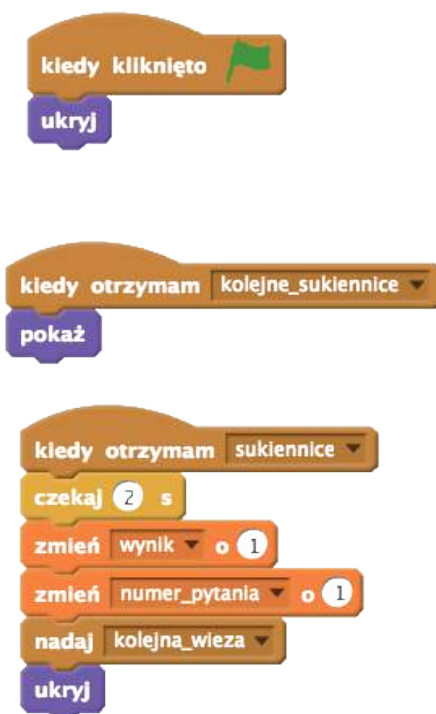 kiedy kliknięto
ukryj
kiedy otrzymam kolejne_sukiennice
pokaż
kiedy otrzymam sukiennice
czekaj 2 s
zmień wynik o 1
zmień numer_pytania o 1
nadaj kolejna_wieza
ukryj